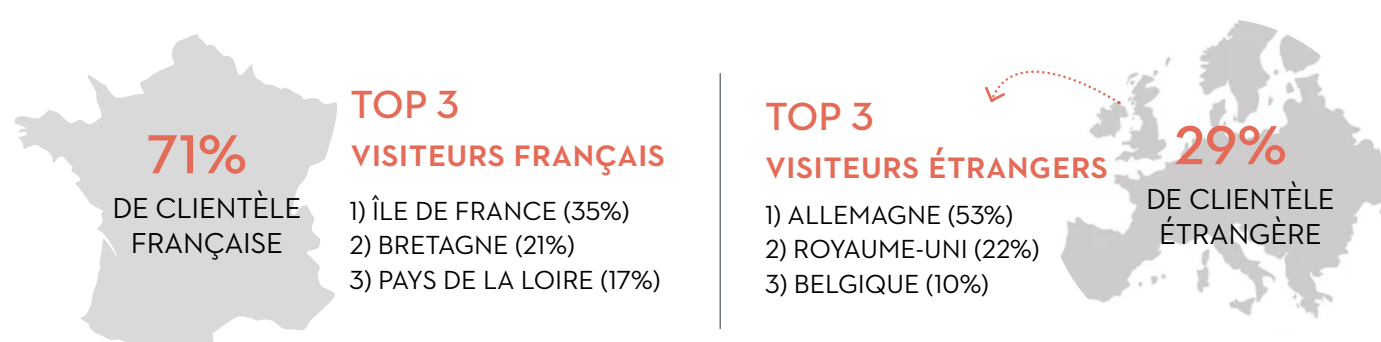 71%
DE CLIENTÈLE
FRANÇAISE
TOP 3
VISITEURS FRANÇAIS
1) ÎLE DE FRANCE (35%)
2) BRETAGNE (21%)
3) PAYS DE LA LOIRE (17%)
TOP 3
VISITEURS ÉTRANGERS
1) ALLEMAGNE (53%)
2) ROYAUME-UNI (22%)
3) BELGIQUE (10%)
29%
DE CLIENTÈLE
ÉTRANGÈRE